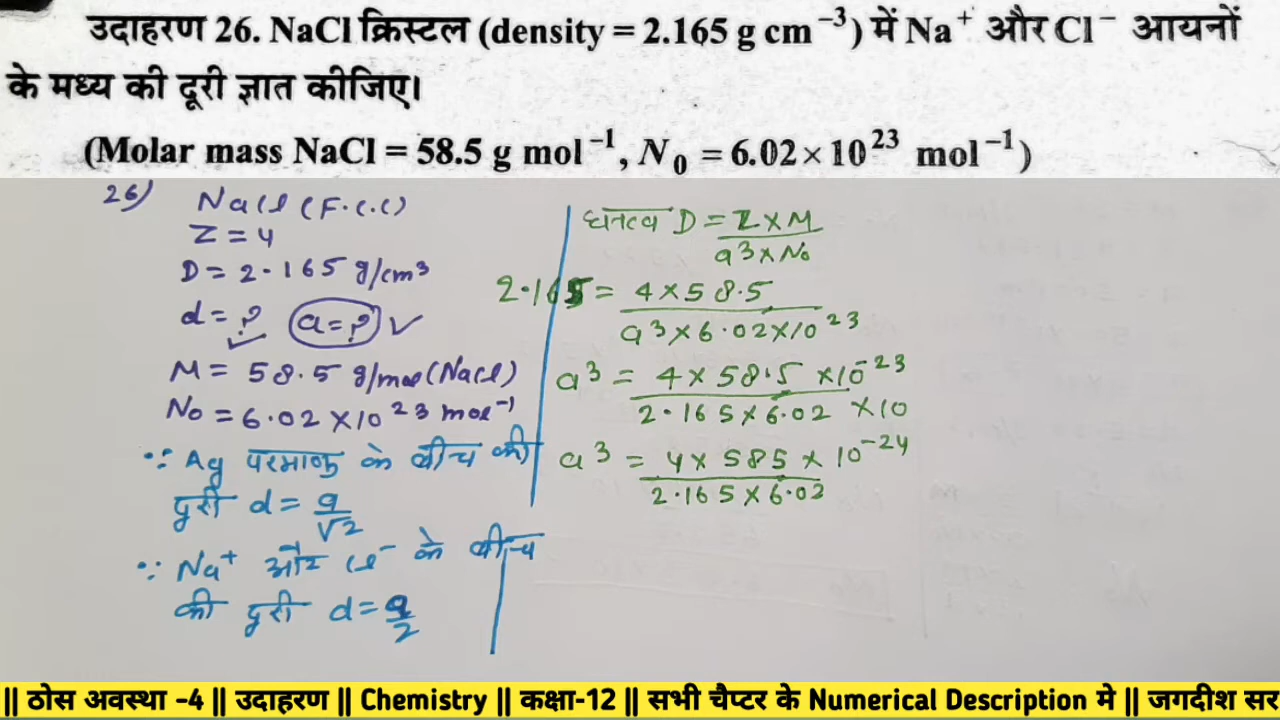 उदाहरण 26. NaCl क्रिस्टल (density = 2.165 g cm⁻³) में Na⁺ और Cl⁻ आयनों
के मध्य की दूरी ज्ञात कीजिए।
(Molar mass NaCl = 58.5 g mol⁻¹, N₀ = 6.02 × 10²³ mol⁻¹)
26) NaCl (F.C.C)
Z = 4
D = 2.165 g/cm³
d = ? a = ?
M = 58.5 g/mol (NaCl)
N₀ = 6.02 × 10²³ mol⁻¹
∵ Ag परमाणु के बीच की
दूरी d = a/√2
∵ Na⁺ और Cl⁻ के बीच
की दूरी d = a/2
घनत्व D = Z × M / a³ × N₀
2.165 = 4 × 58.5 / a³ × 6.02 × 10²³
a³ = 4 × 58.5 × 10⁻²³ / 2.165 × 6.02 × 10
a³ = 4 × 585 × 10⁻²⁴ / 2.165 × 6.02
|| ठोस अवस्था -4 || उदाहरण || Chemistry || कक्षा-12 || सभी चैप्टर के Numerical Description मे || जगदीश सर